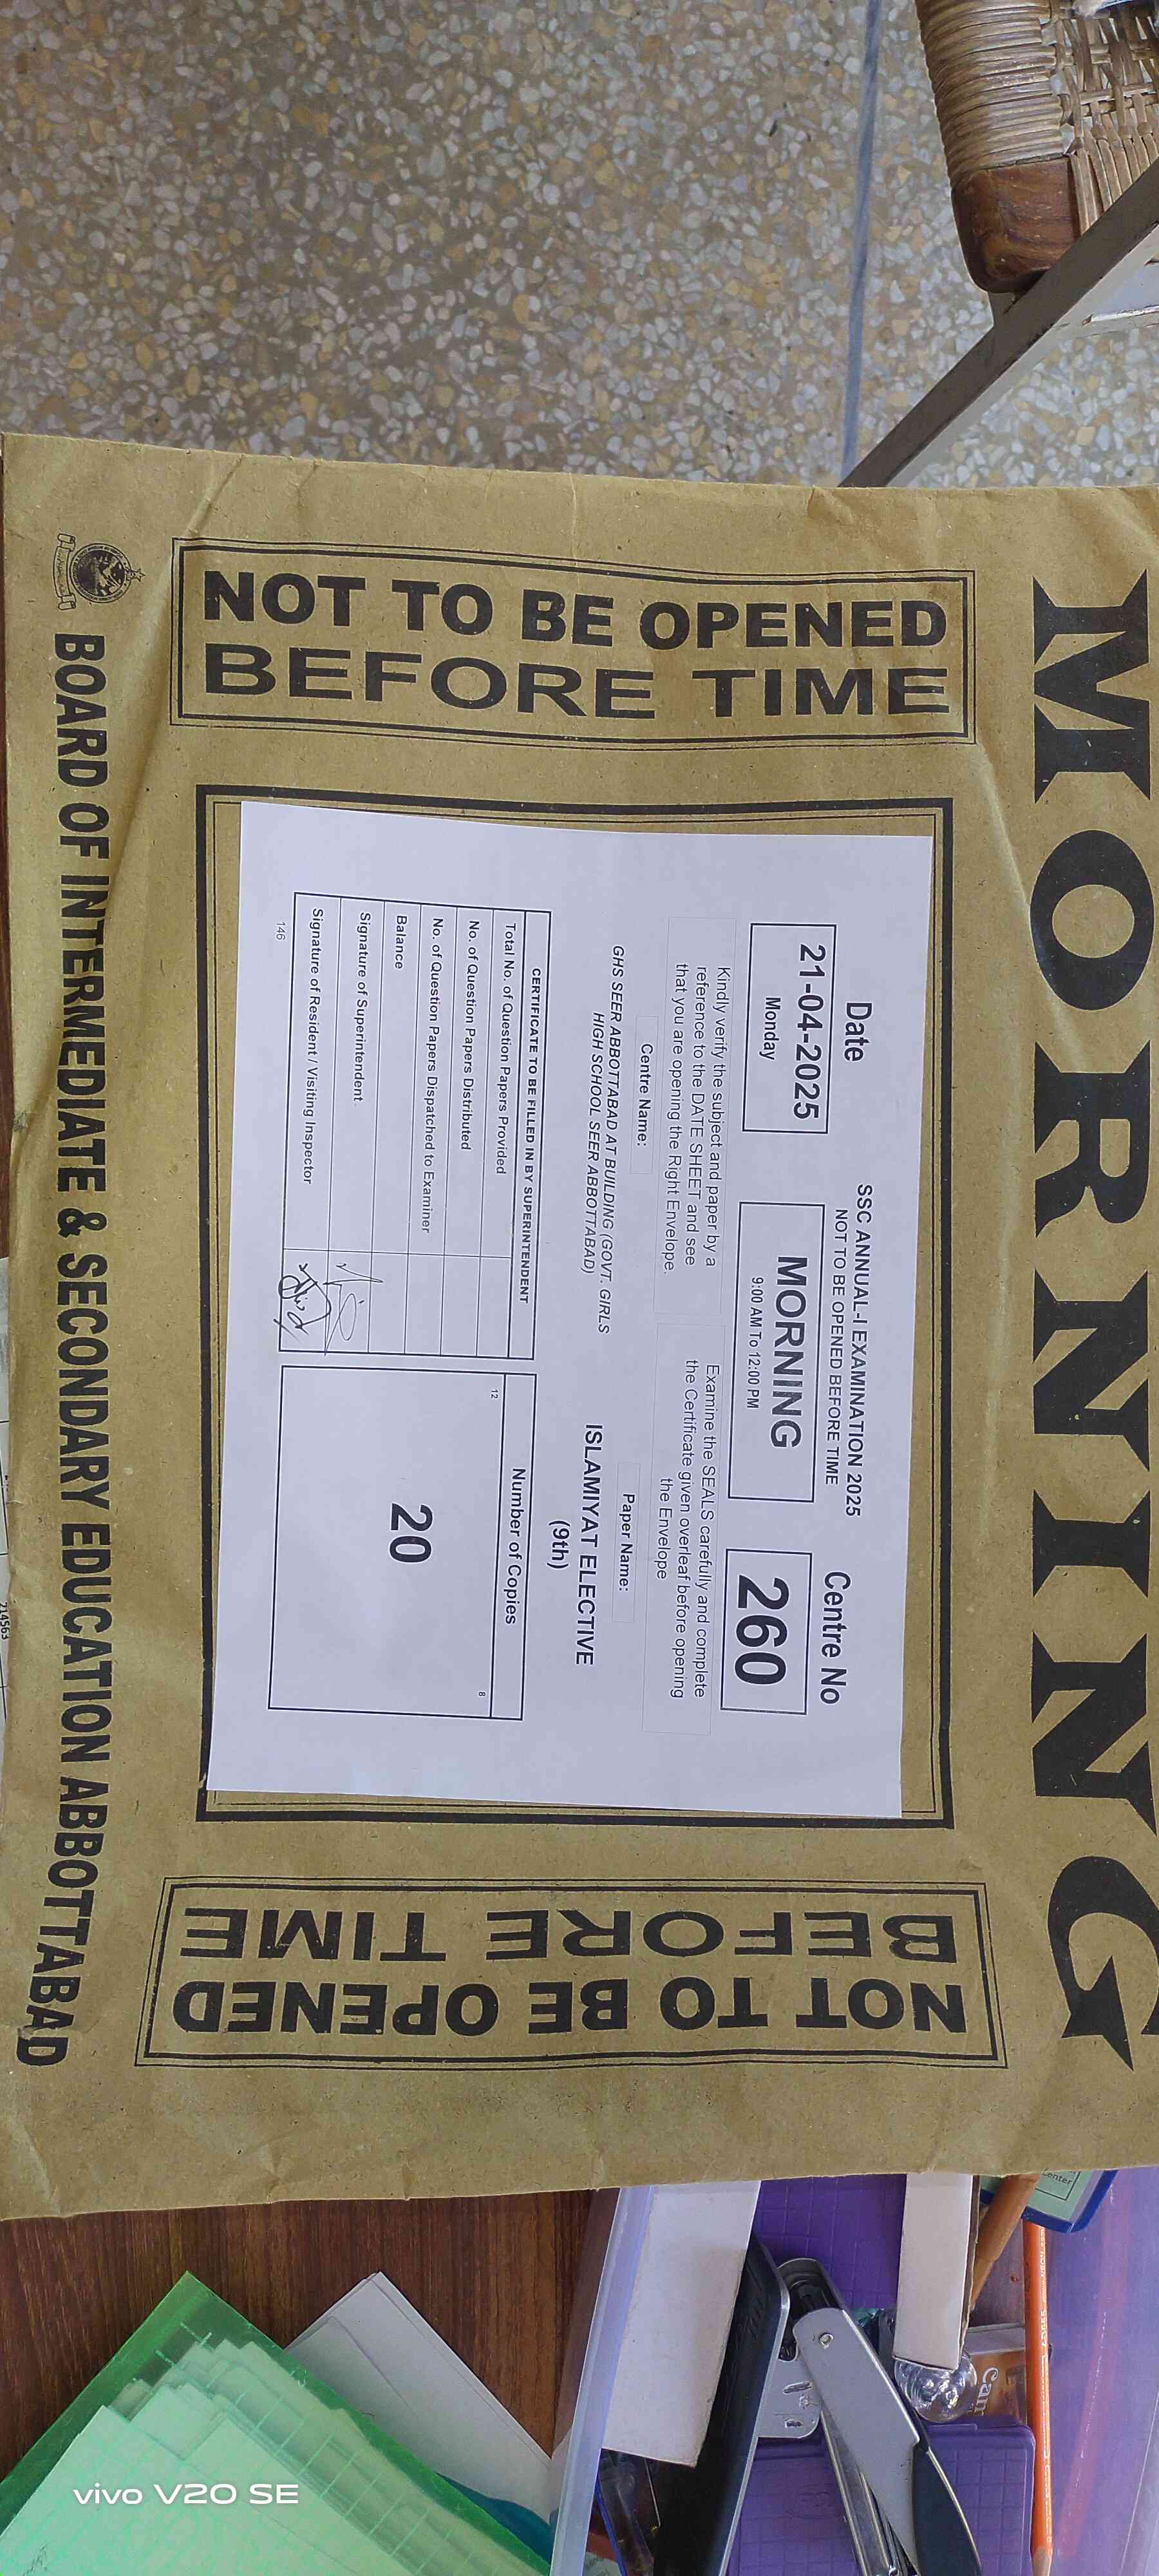 MORNING
NOT TO BE OPENED
BEFORE TIME
SSC ANNUAL-I EXAMINATION 2025
NOT TO BE OPENED BEFORE TIME
Date
21-04-2025
Monday
MORNING
9:00 AM To 12:00 PM
Centre No
260
Kindly verify the subject and paper by a
reference to the DATE SHEET and see
that you are opening the Right Envelope.
Examine the SEALS carefully and complete
the Certificate given overleaf before opening
the Envelope
Centre Name:
GHS SEER ABBOTTABAD AT BUILDING (GOVT. GIRLS
HIGH SCHOOL SEER ABBOTTABAD)
Paper Name:
ISLAMIYAT ELECTIVE
(9th)
CERTIFICATE TO BE FILLED IN BY SUPERINTENDENT
Total No. of Question Papers Provided
No. of Question Papers Distributed
No. of Question Papers Dispatched to Examiner
Balance
Signature of Superintendent
Signature of Resident / Visiting Inspector
146
Number of Copies
12
8
20
NOT TO BE OPENED
BEFORE TIME
BOARD OF INTERMEDIATE & SECONDARY EDUCATION ABBOTTABAD
214563
vivo V20 SE